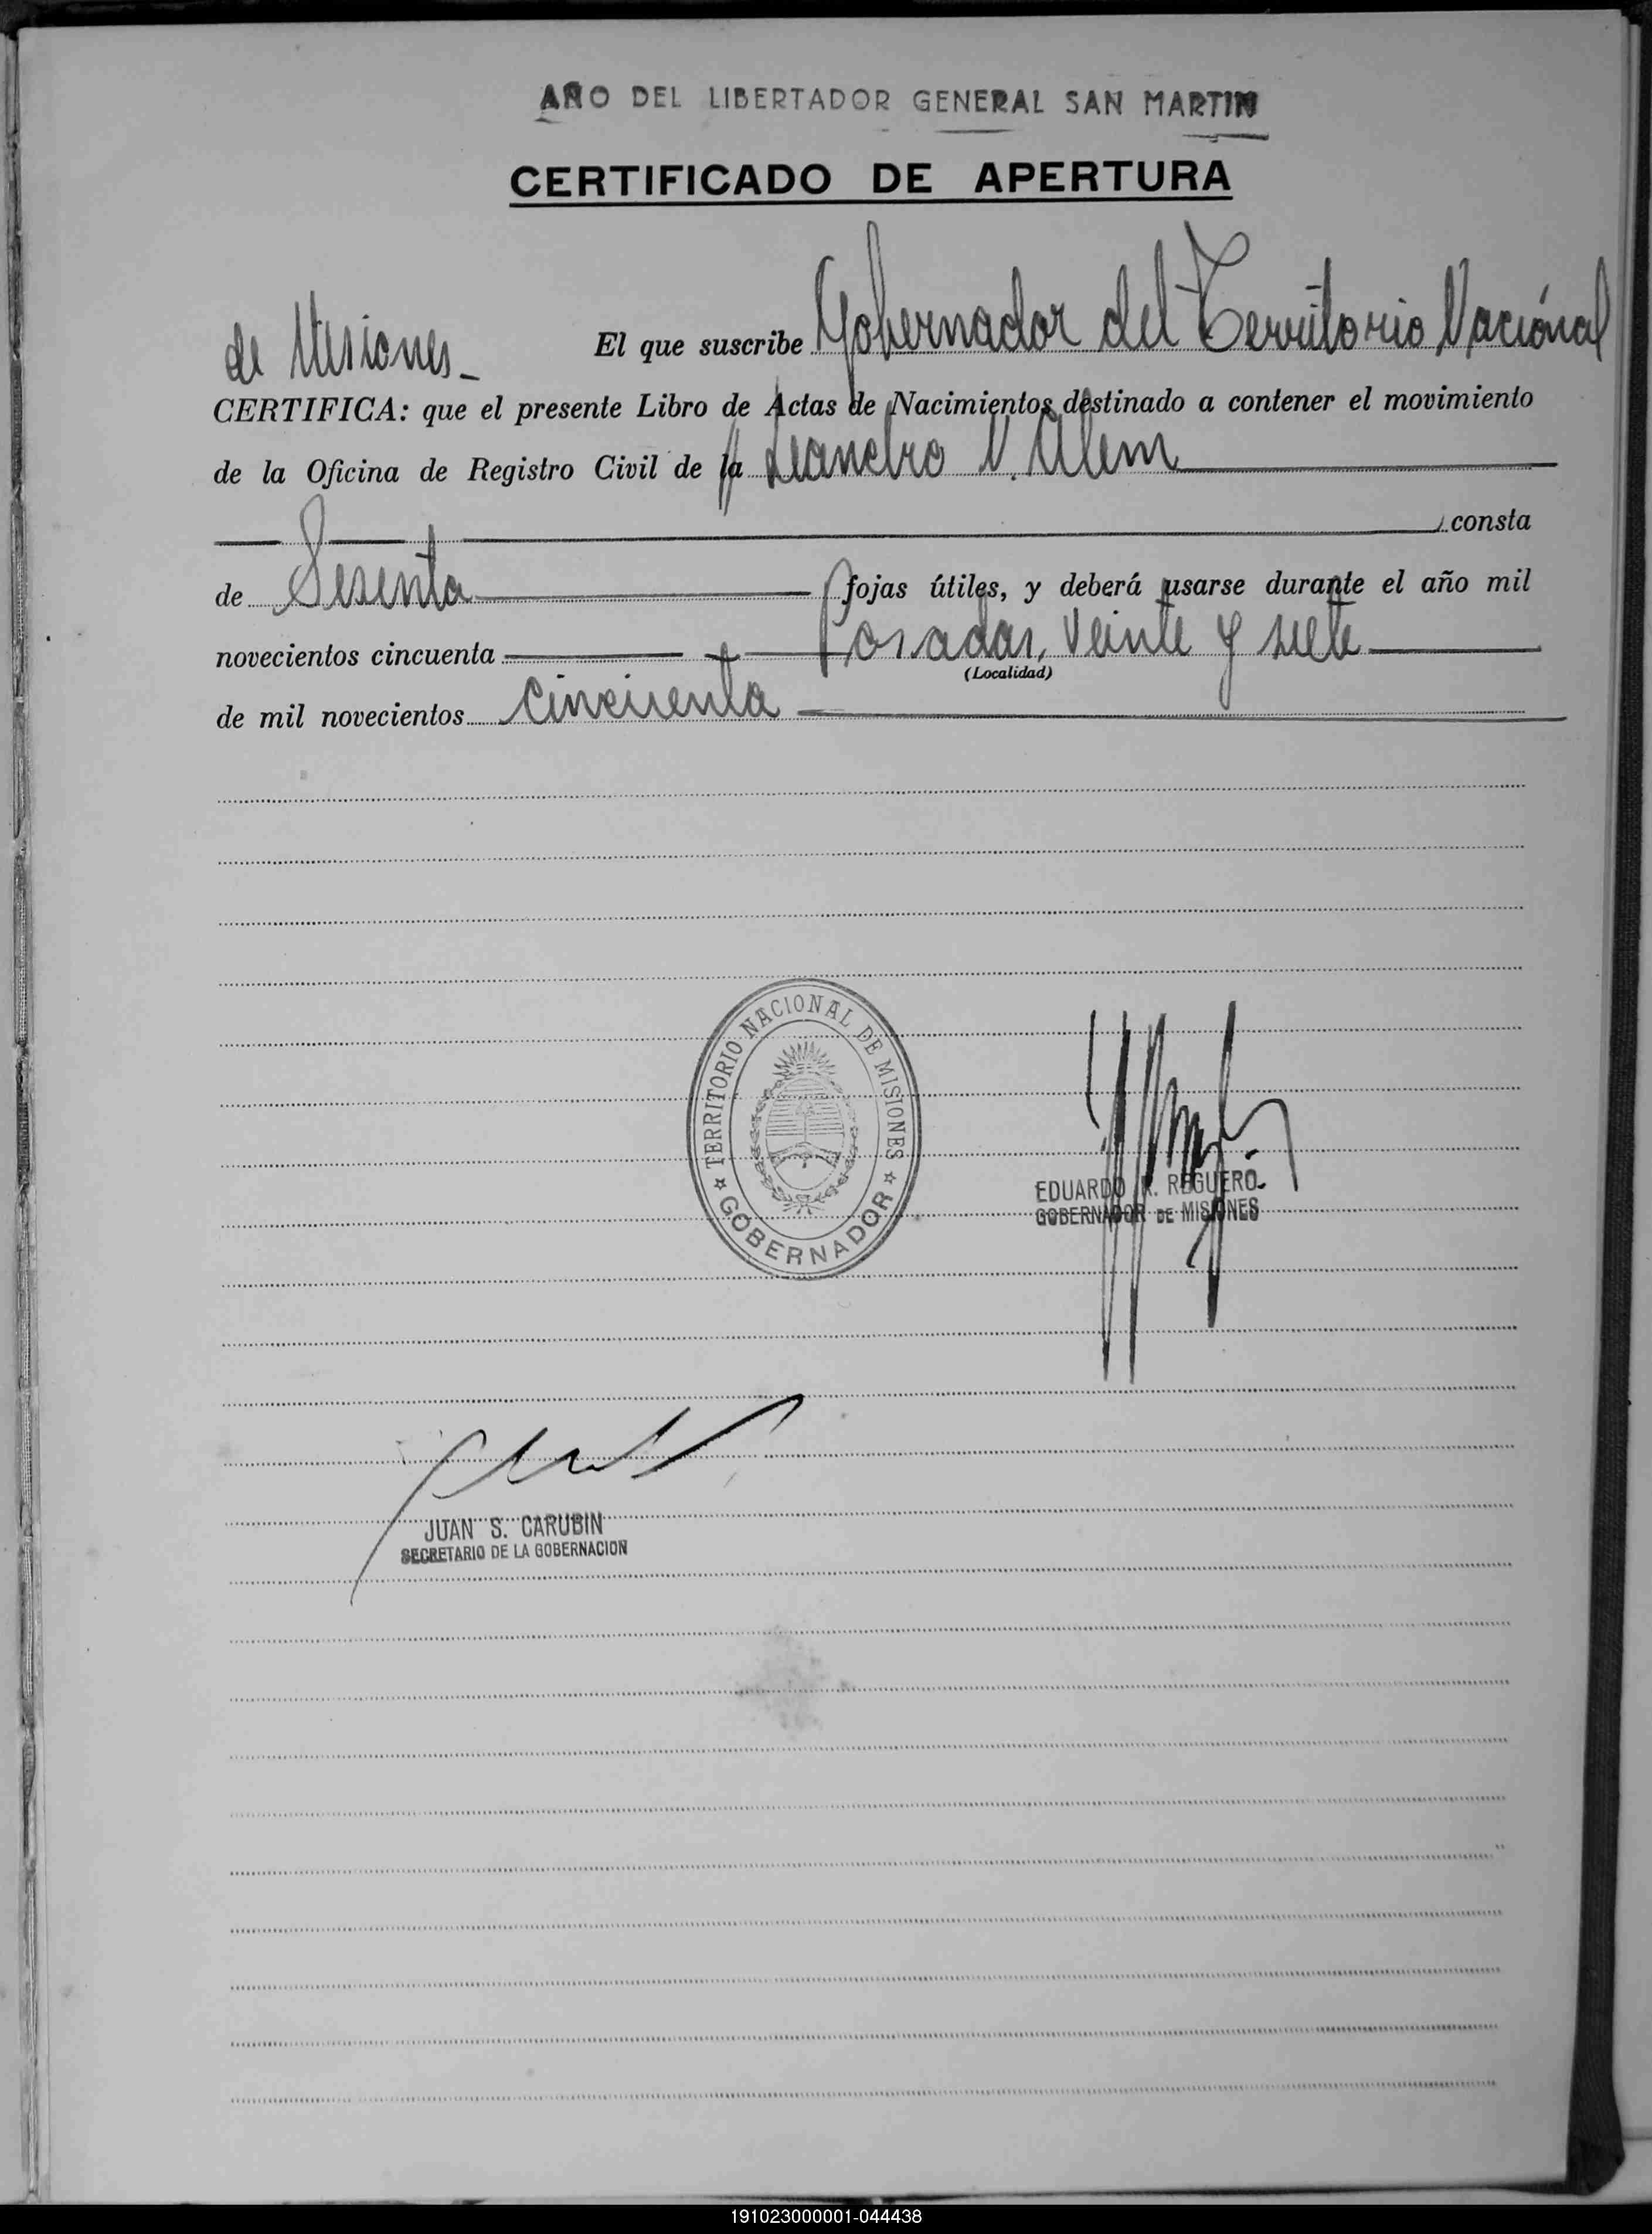 AÑO DEL LIBERTADOR GENERAL SAN MARTIN
CERTIFICADO DE APERTURA
El que suscribe Gobernador del Territorio Nacional
de Misiones
CERTIFICA: que el presente Libro de Actas de Nacimientos destinado a contener el movimiento
de la Oficina de Registro Civil de la Leandro N. Alem
, consta
de Sesenta fojas útiles, y deberá usarse durante el año mil
novecientos cincuenta Posadas, veinte y siete
(Localidad)
de mil novecientos cincuenta
TERRITORIO NACIONAL DE MISIONES
GOBERNADOR
EDUARDO REGUERO
GOBERNADOR DE MISIONES
JUAN S. CARUBIN
SECRETARIO DE LA GOBERNACION
191023000001-044438